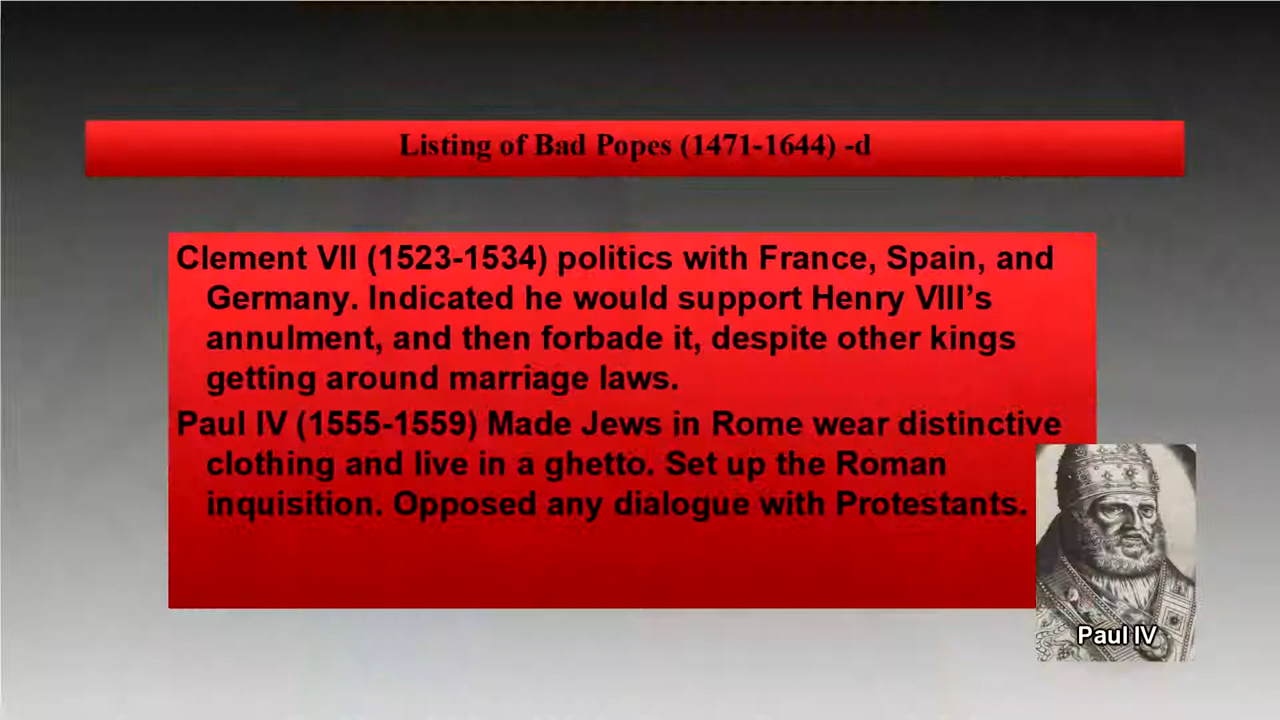 Listing of Bad Popes (1471-1644) -d
Clement VII (1523-1534) politics with France, Spain, and
Germany. Indicated he would support Henry VIII’s
annulment, and then forbade it, despite other kings
getting around marriage laws.
Paul IV (1555-1559) Made Jews in Rome wear distinctive
clothing and live in a ghetto. Set up the Roman
inquisition. Opposed any dialogue with Protestants.
Paul IV